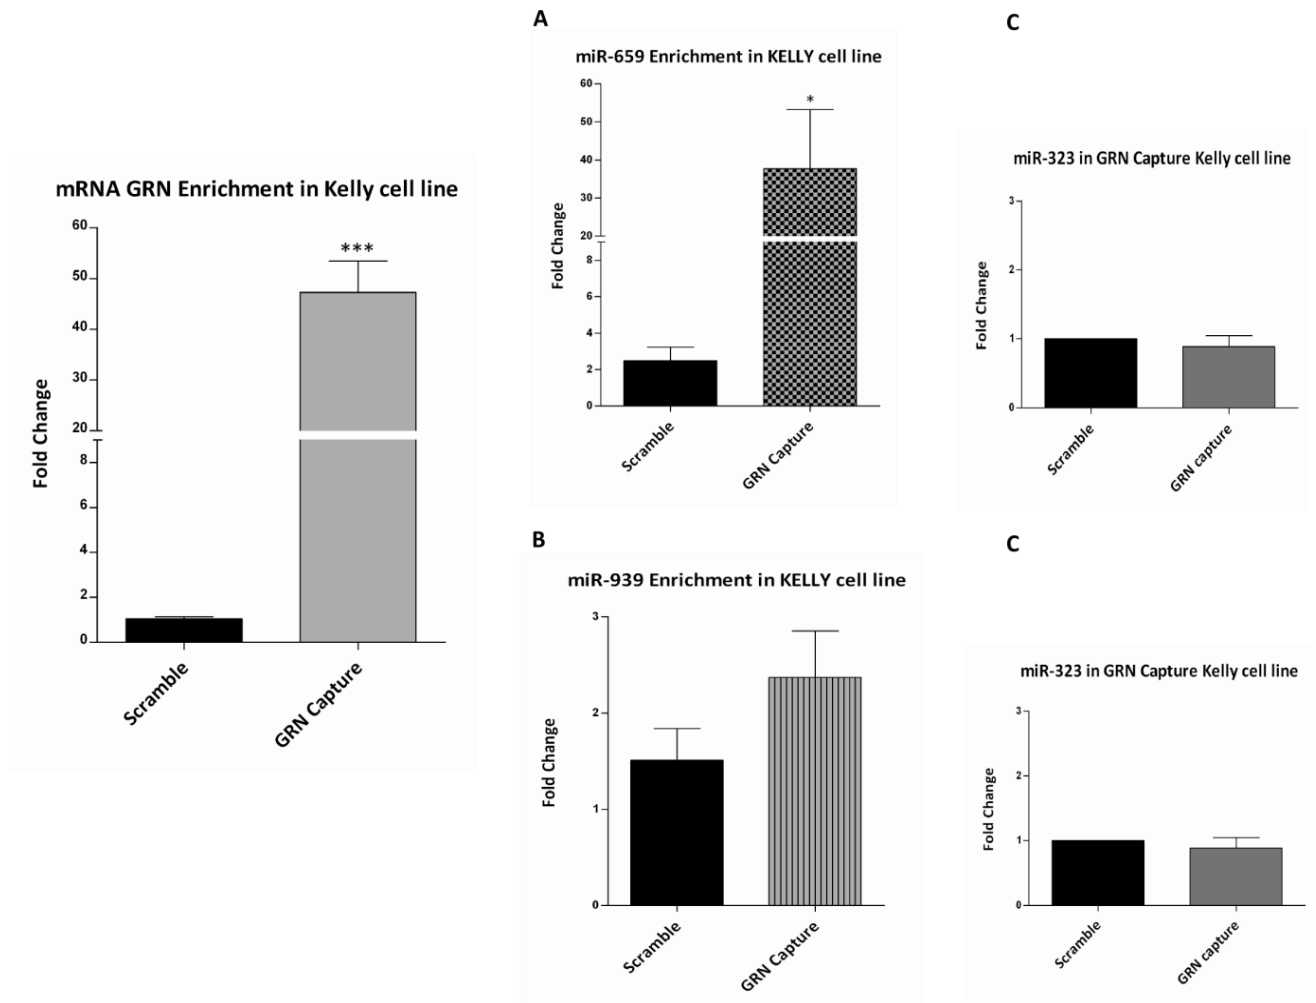 mRNA GRN Enrichment in Kelly cell line
***
60
50
40
30
20
8
6
4
2
0
Fold Change
Scramble
GRN Capture
A
miR-659 Enrichment in KELLY cell line
*
60
50
40
30
20
8
6
4
2
0
Fold Change
Scramble
GRN Capture
C
miR-323 in GRN Capture Kelly cell line
3
2
1
0
Fold Change
Scramble
GRN capture
B
miR-939 Enrichment in KELLY cell line
3
2
1
0
Fold Change
Scramble
GRN Capture
C
miR-323 in GRN Capture Kelly cell line
3
2
1
0
Fold Change
Scramble
GRN capture